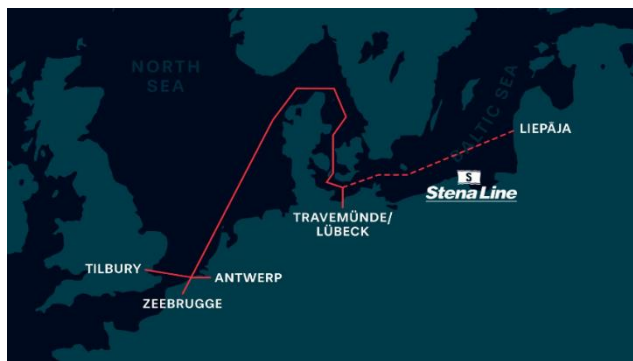 NORTH
SEA
BALTIC SEA
LIEPĀJA
S
Stena Line
TRAVEMÜNDE/
LÜBECK
TILBURY
ANTWERP
ZEEBRUGGE